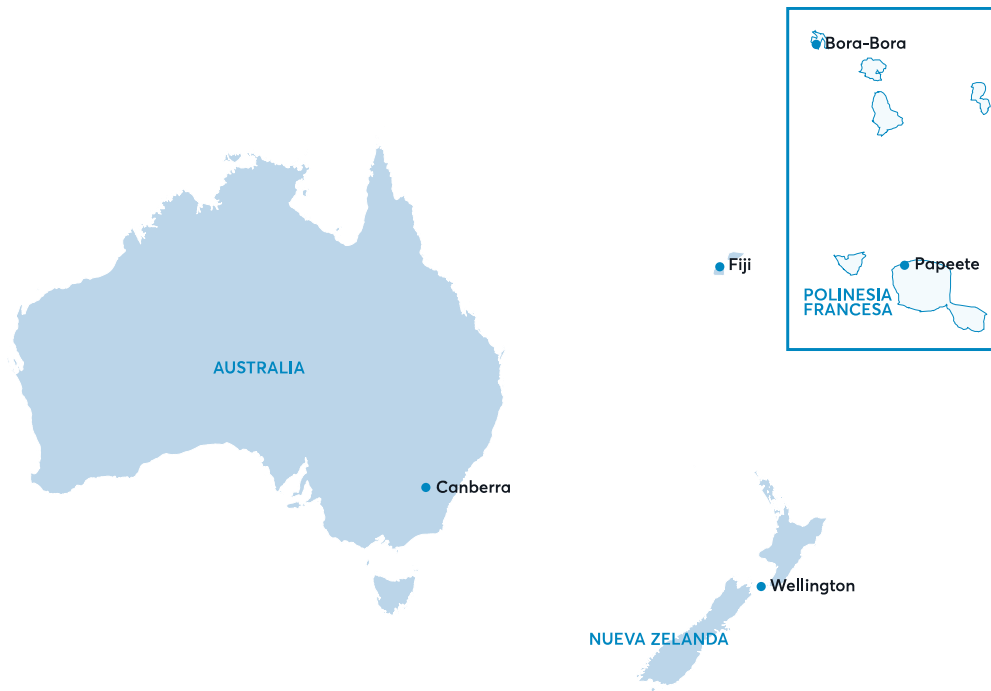 Bora-Bora
Fiji
Papeete
POLINESIA
FRANCESA
AUSTRALIA
Canberra
Wellington
NUEVA ZELANDA